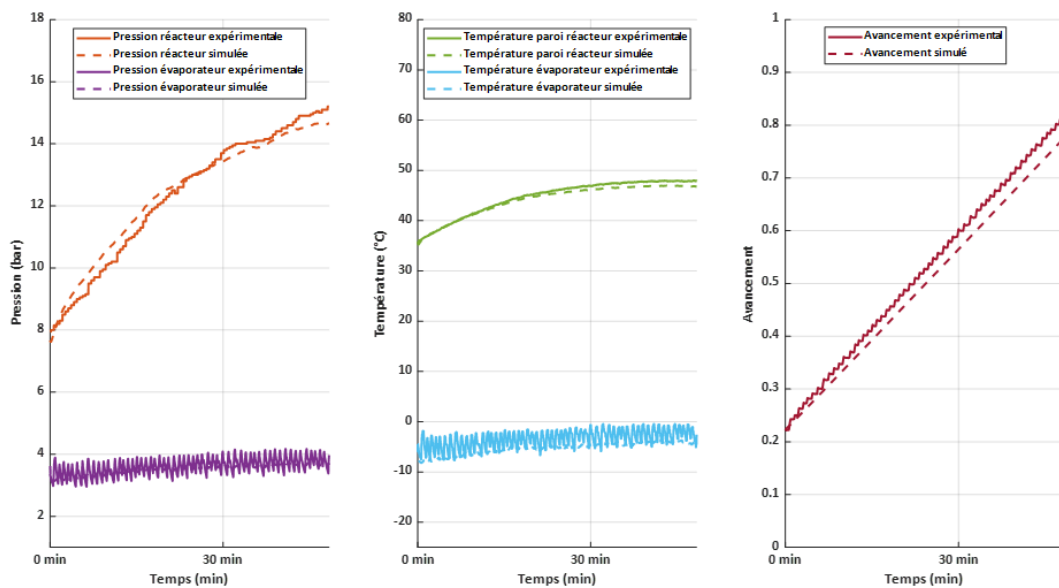 18
16
14
12
10
8
6
4
2
Pression (bar)
Pression réacteur expérimentale
Pression réacteur simulée
Pression évaporateur expérimentale
Pression évaporateur simulée
0 min
30 min
Temps (min)
80
70
60
50
40
30
20
10
0
-10
-20
Température (°C)
Température paroi réacteur expérimentale
Température paroi réacteur simulée
Température évaporateur expérimentale
Température évaporateur simulée
0 min
30 min
Temps (min)
1
0.9
0.8
0.7
0.6
0.5
0.4
0.3
0.2
0.1
0
Avancement
Avancement expérimental
Avancement simulé
0 min
30 min
Temps (min)